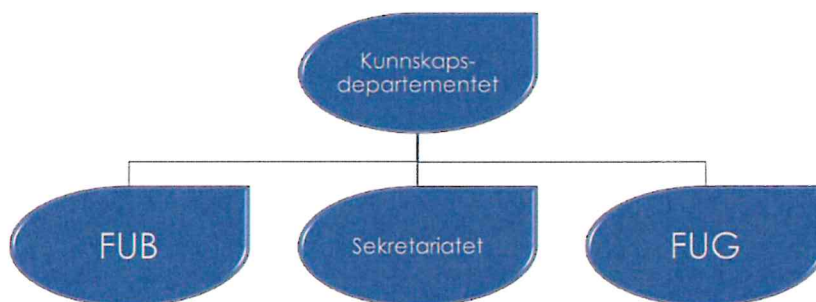 Kunnskaps-
departementet
FUB
Sekretariatet
FUG